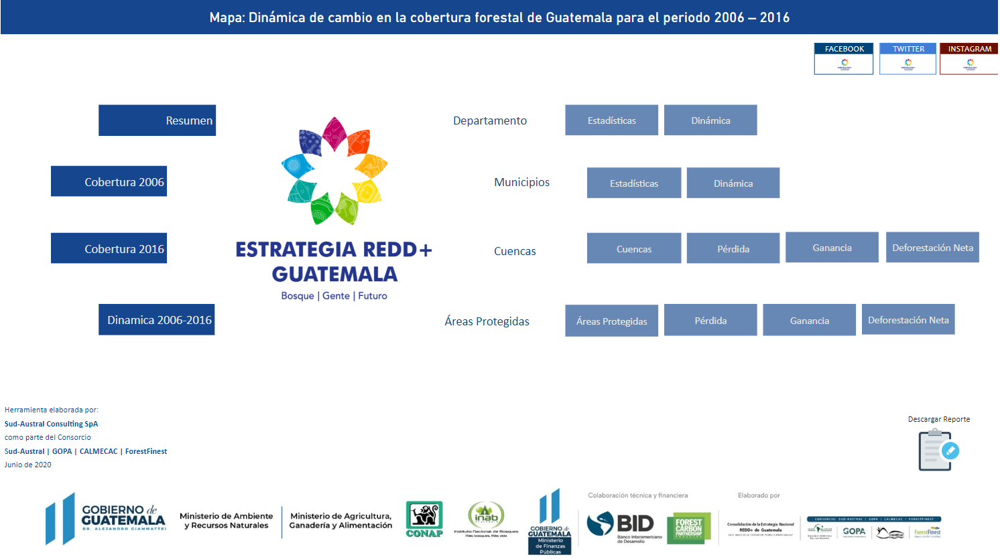 Mapa: Dinámica de cambio en la cobertura forestal de Guatemala para el periodo 2006 – 2016
FACEBOOK
TWITTER
INSTAGRAM
Resumen
Cobertura 2006
Cobertura 2016
Dinamica 2006-2016
ESTRATEGIA REDD+
GUATEMALA
Bosque | Gente | Futuro
Departamento
Estadísticas
Dinámica
Municipios
Estadísticas
Dinámica
Cuencas
Cuencas
Pérdida
Ganancia
Deforestación Neta
Áreas Protegidas
Áreas Protegidas
Pérdida
Ganancia
Deforestación Neta
Herramienta elaborada por:
Sud-Austral Consulting SpA
como parte del Consorcio
Sud-Austral | GOPA | CALMECAC | ForestFinest
Junio de 2020
Descargar Reporte
GOBIERNO de
GUATEMALA
DR. ALEJANDRO GIAMMATTEI
Ministerio de Ambiente
y Recursos Naturales
Ministerio de Agricultura,
Ganadería y Alimentación
CONAP
inab
Instituto Nacional de Bosques
Más bosques, Más vida
GOBIERNO de
GUATEMALA
Ministerio
de Finanzas
Públicas
Colaboración técnica y financiera
BID
Banco Interamericano
de Desarrollo
FOREST
CARBON
PARTNERSHIP
Elaborado por
Consolidación de la Estrategia Nacional
REDD+ de Guatemala
CONSORCIO: SUD-AUSTRAL / GOPA / CALMECAC / FORESTFINEST
GOPA
CALMECAC
ForestFinest